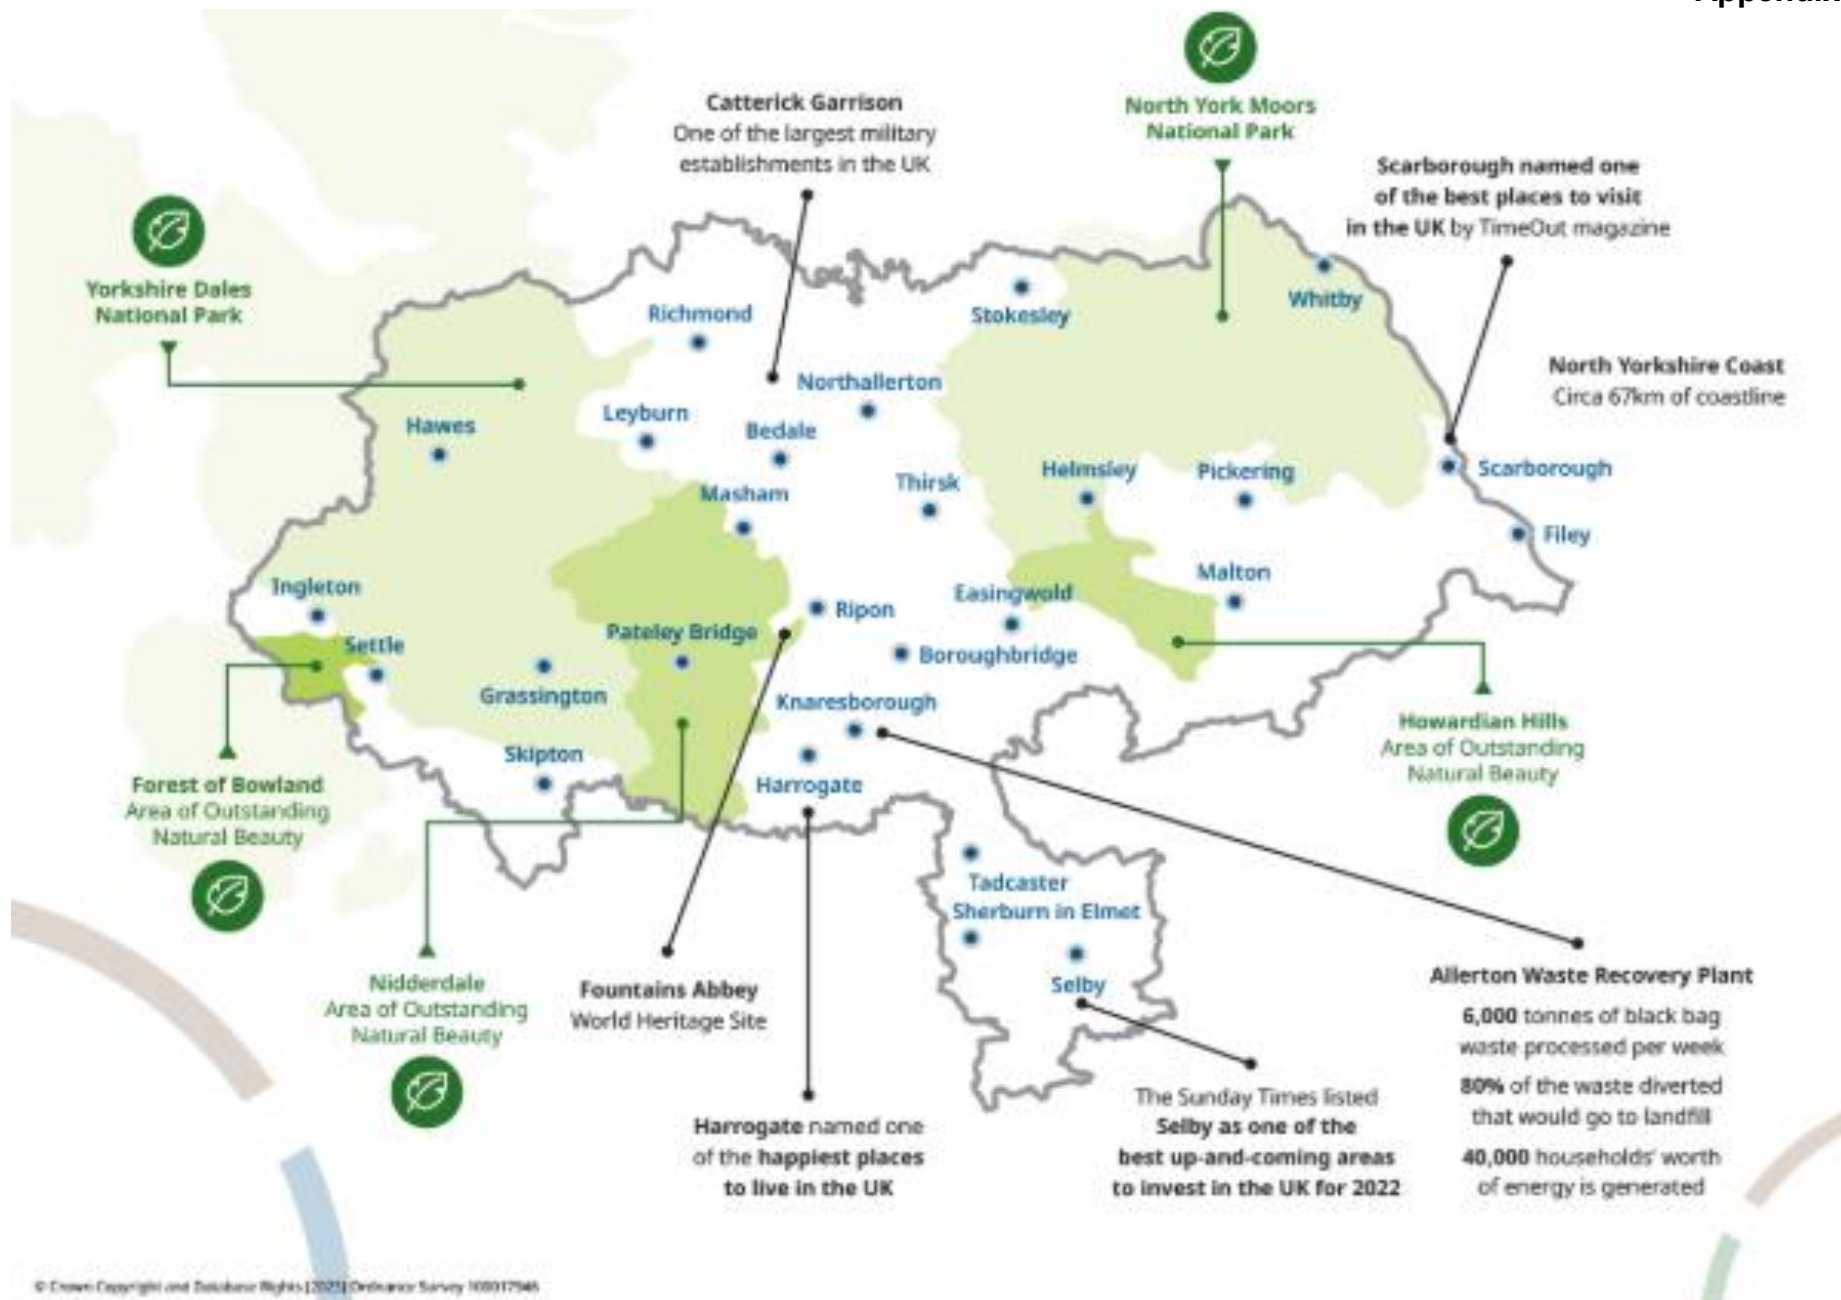 Catterick Garrison
One of the largest military
establishments in the UK
North York Moors
National Park
Scarborough named one
of the best places to visit
in the UK by TimeOut magazine
Yorkshire Dales
National Park
Richmond
Stokesley
Whitby
North Yorkshire Coast
Circa 67km of coastline
Northallerton
Leyburn
Hawes
Bedale
Masham
Thirsk
Helmsley
Pickering
Scarborough
Filey
Ingleton
Malton
Easingwold
Ripon
Settle
Pateley Bridge
Boroughbridge
Grassington
Knaresborough
Skipton
Harrogate
Howardian Hills
Area of Outstanding
Natural Beauty
Forest of Bowland
Area of Outstanding
Natural Beauty
Tadcaster
Sherburn in Elmet
Selby
Nidderdale
Area of Outstanding
Natural Beauty
Fountains Abbey
World Heritage Site
Allerton Waste Recovery Plant
6,000 tonnes of black bag
waste processed per week
80% of the waste diverted
that would go to landfill
40,000 households' worth
of energy is generated
Harrogate named one
of the happiest places
to live in the UK
The Sunday Times listed
Selby as one of the
best up-and-coming areas
to invest in the UK for 2022
© Crown Copyright and Database Rights Ordnance Survey